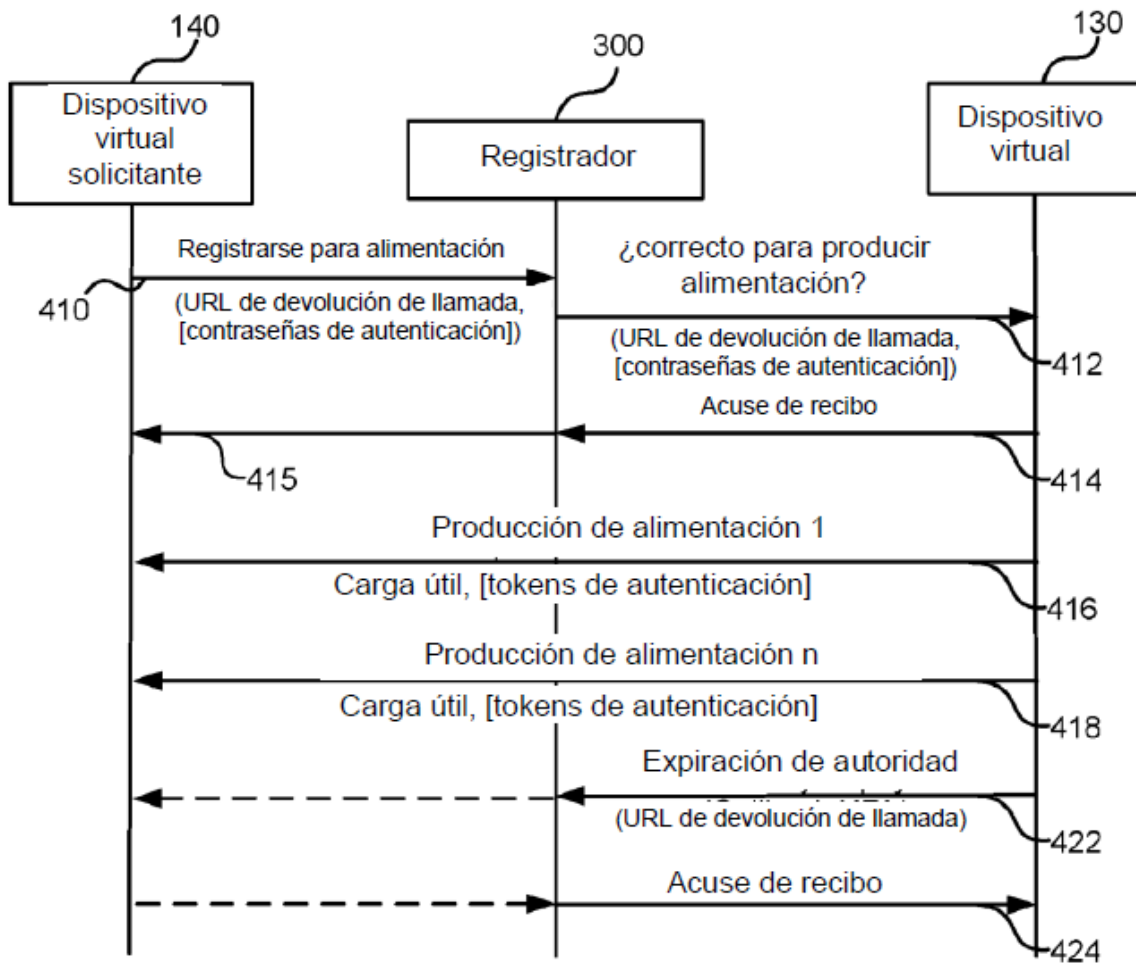 140
300
130
Dispositivo
virtual
solicitante
Registrador
Dispositivo
virtual
Registrarse para alimentación
410
(URL de devolución de llamada,
[contraseñas de autenticación])
¿correcto para producir
alimentación?
(URL de devolución de llamada,
[contraseñas de autenticación])
412
Acuse de recibo
415
414
Producción de alimentación 1
Carga útil, [tokens de autenticación]
416
Producción de alimentación n
Carga útil, [tokens de autenticación]
418
Expiración de autoridad
(URL de devolución de llamada)
422
Acuse de recibo
424